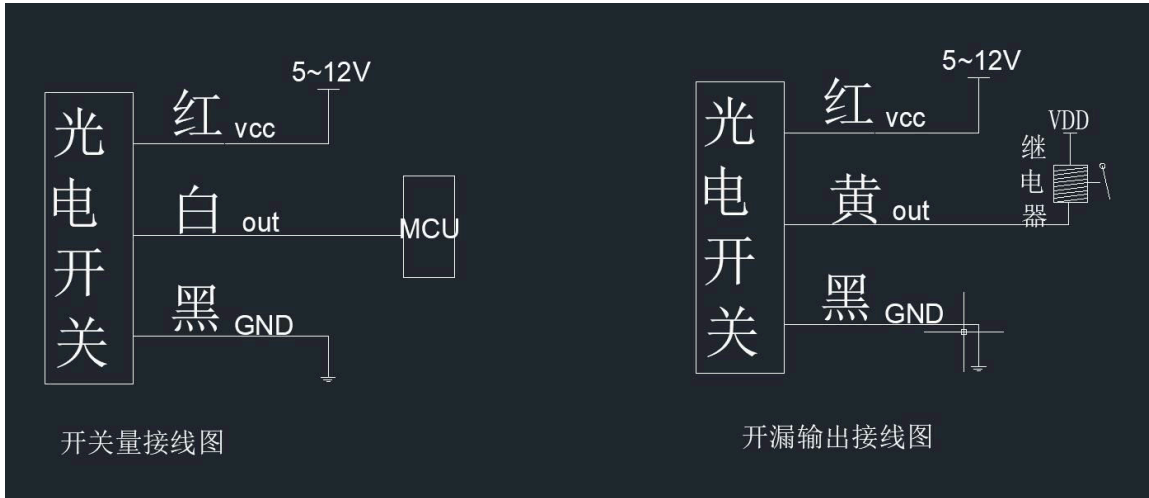 5~12V
红 vcc
光电开关
白 out
MCU
黑 GND
开关量接线图
5~12V
红 vcc
VDD
继电器
光电开关
黄 out
黑 GND
开漏输出接线图